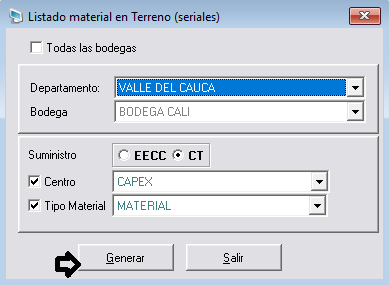 Listado material en Terreno (seriales)
Todas las bodegas
Departamento: VALLE DEL CAUCA
Bodega BODEGA CALI
Suministro EECC CT
Centro CAPEX
Tipo Material MATERIAL
Generar Salir